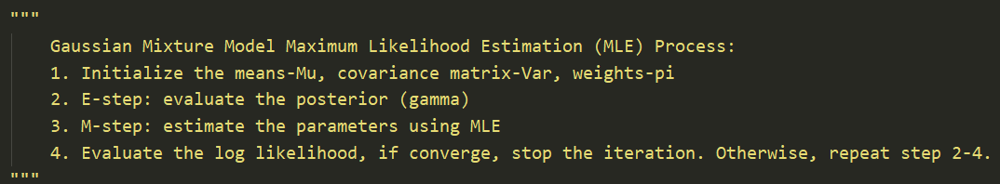 """
Gaussian Mixture Model Maximum Likelihood Estimation (MLE) Process:
1. Initialize the means-Mu, covariance matrix-Var, weights-pi
2. E-step: evaluate the posterior (gamma)
3. M-step: estimate the parameters using MLE
4. Evaluate the log likelihood, if converge, stop the iteration. Otherwise, repeat step 2-4.
"""